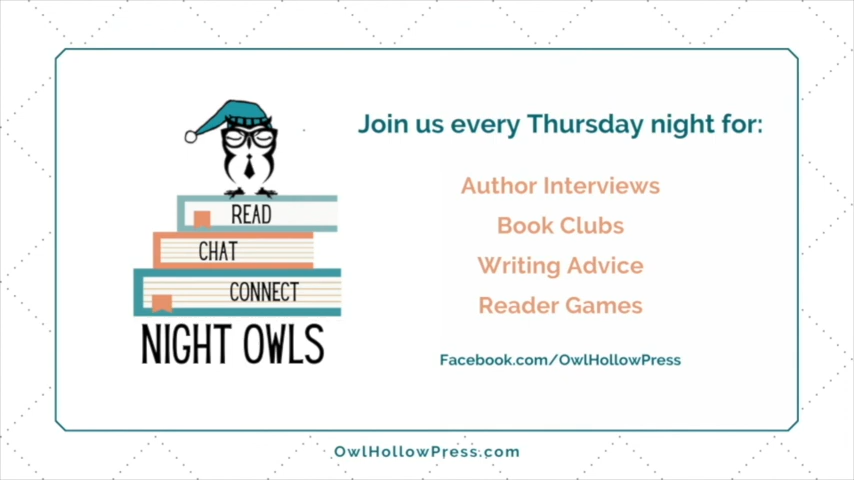 Join us every Thursday night for:
Author Interviews
Book Clubs
Writing Advice
Reader Games
Facebook.com/OwlHollowPress
READ
CHAT
CONNECT
NIGHT OWLS
OwlHollowPress.com